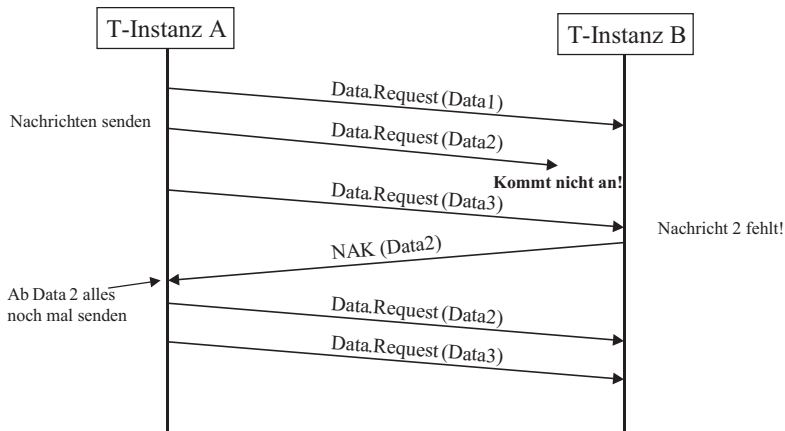 T-Instanz A
T-Instanz B
Data.Request (Data1)
Nachrichten senden
Data.Request (Data2)
Kommt nicht an!
Data.Request (Data3)
Nachricht 2 fehlt!
NAK (Data2)
Ab Data 2 alles
noch mal senden
Data.Request (Data2)
Data.Request (Data3)